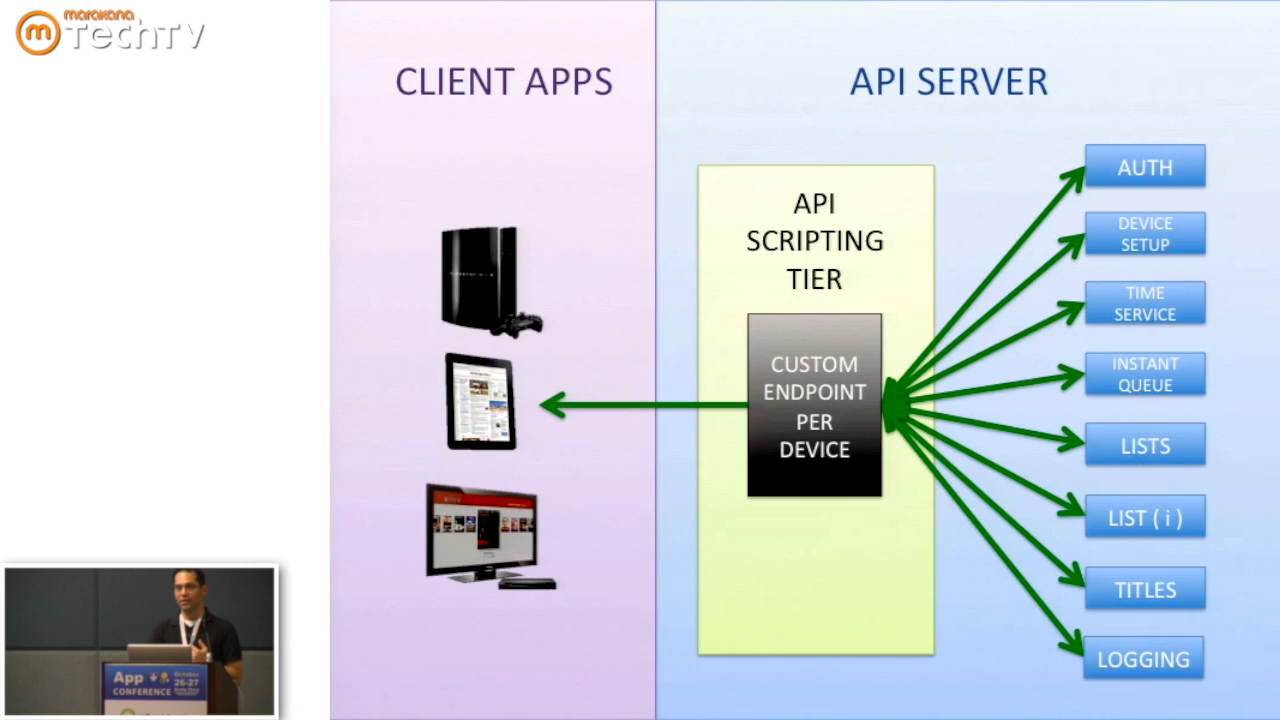 marakana
TechTV
CLIENT APPS
API SERVER
API
SCRIPTING
TIER
CUSTOM
ENDPOINT
PER
DEVICE
AUTH
DEVICE
SETUP
TIME
SERVICE
INSTANT
QUEUE
LISTS
LIST ( i )
TITLES
LOGGING
App
CONFERENCE
October
26-27